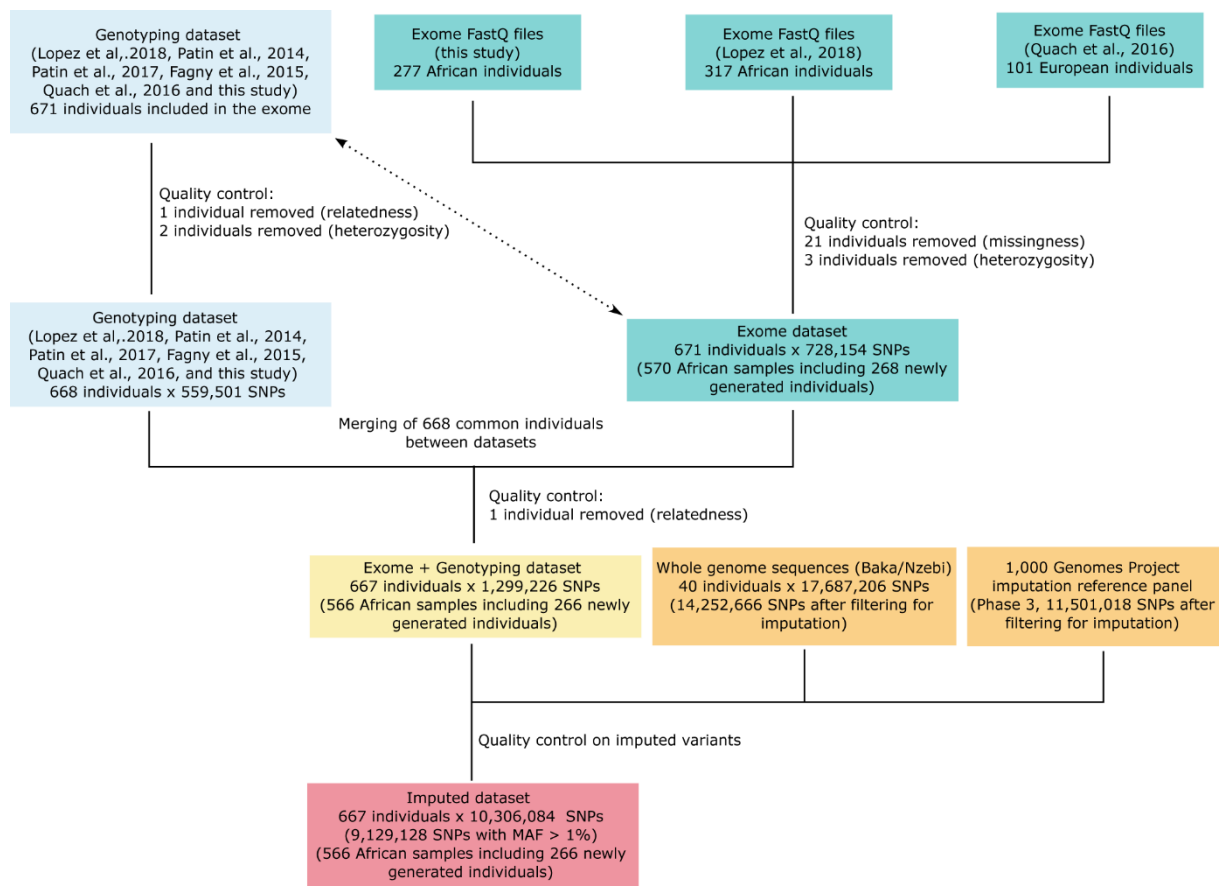 Genotyping dataset
(Lopez et al,.2018, Patin et al., 2014,
Patin et al., 2017, Fagny et al., 2015,
Quach et al., 2016 and this study)
671 individuals included in the exome
Exome FastQ files
(this study)
277 African individuals
Exome FastQ files
(Lopez et al., 2018)
317 African individuals
Exome FastQ files
(Quach et al., 2016)
101 European individuals
Quality control:
1 individual removed (relatedness)
2 individuals removed (heterozygosity)
Quality control:
21 individuals removed (missingness)
3 individuals removed (heterozygosity)
Genotyping dataset
(Lopez et al,.2018, Patin et al., 2014,
Patin et al., 2017, Fagny et al., 2015,
Quach et al., 2016, and this study)
668 individuals x 559,501 SNPs
Exome dataset
671 individuals x 728,154 SNPs
(570 African samples including 268 newly
generated individuals)
Merging of 668 common individuals
between datasets
Quality control:
1 individual removed (relatedness)
Exome + Genotyping dataset
667 individuals x 1,299,226 SNPs
(566 African samples including 266 newly
generated individuals)
Whole genome sequences (Baka/Nzebi)
40 individuals x 17,687,206 SNPs
(14,252,666 SNPs after filtering for
imputation)
1,000 Genomes Project
imputation reference panel
(Phase 3, 11,501,018 SNPs after
filtering for imputation)
Quality control on imputed variants
Imputed dataset
667 individuals x 10,306,084 SNPs
(9,129,128 SNPs with MAF > 1%)
(566 African samples including 266 newly
generated individuals)